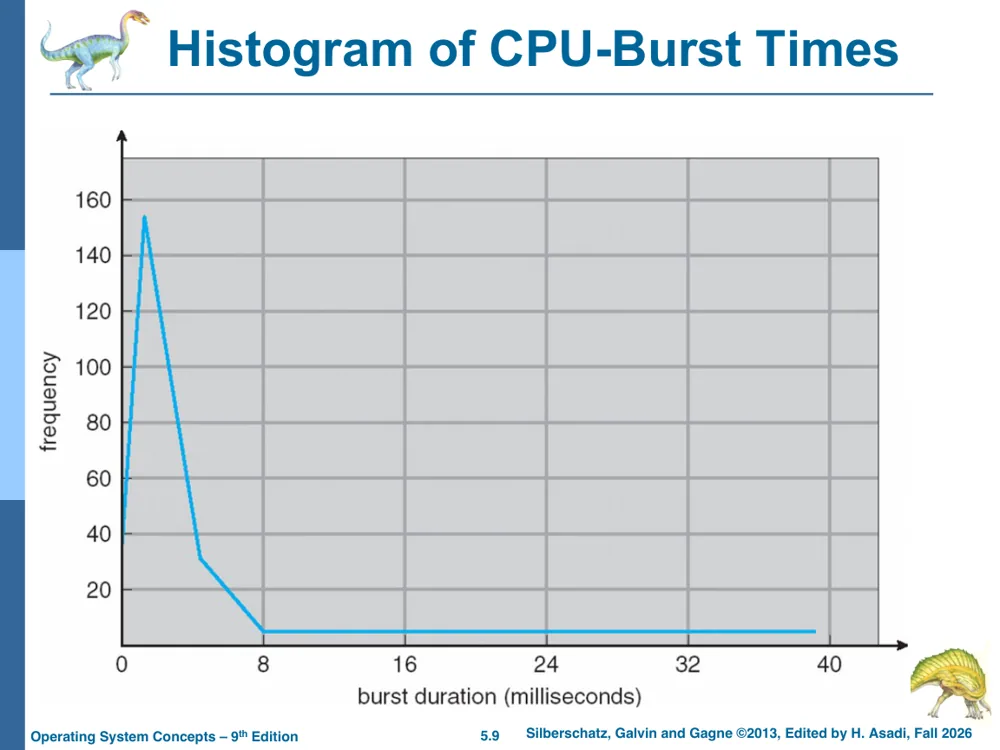 Histogram of CPU-Burst Times
160
140
120
100
80
60
40
20
frequency
0 8 16 24 32 40
burst duration (milliseconds)
Operating System Concepts – 9th Edition
5.9
Silberschatz, Galvin and Gagne ©2013, Edited by H. Asadi, Fall 2026